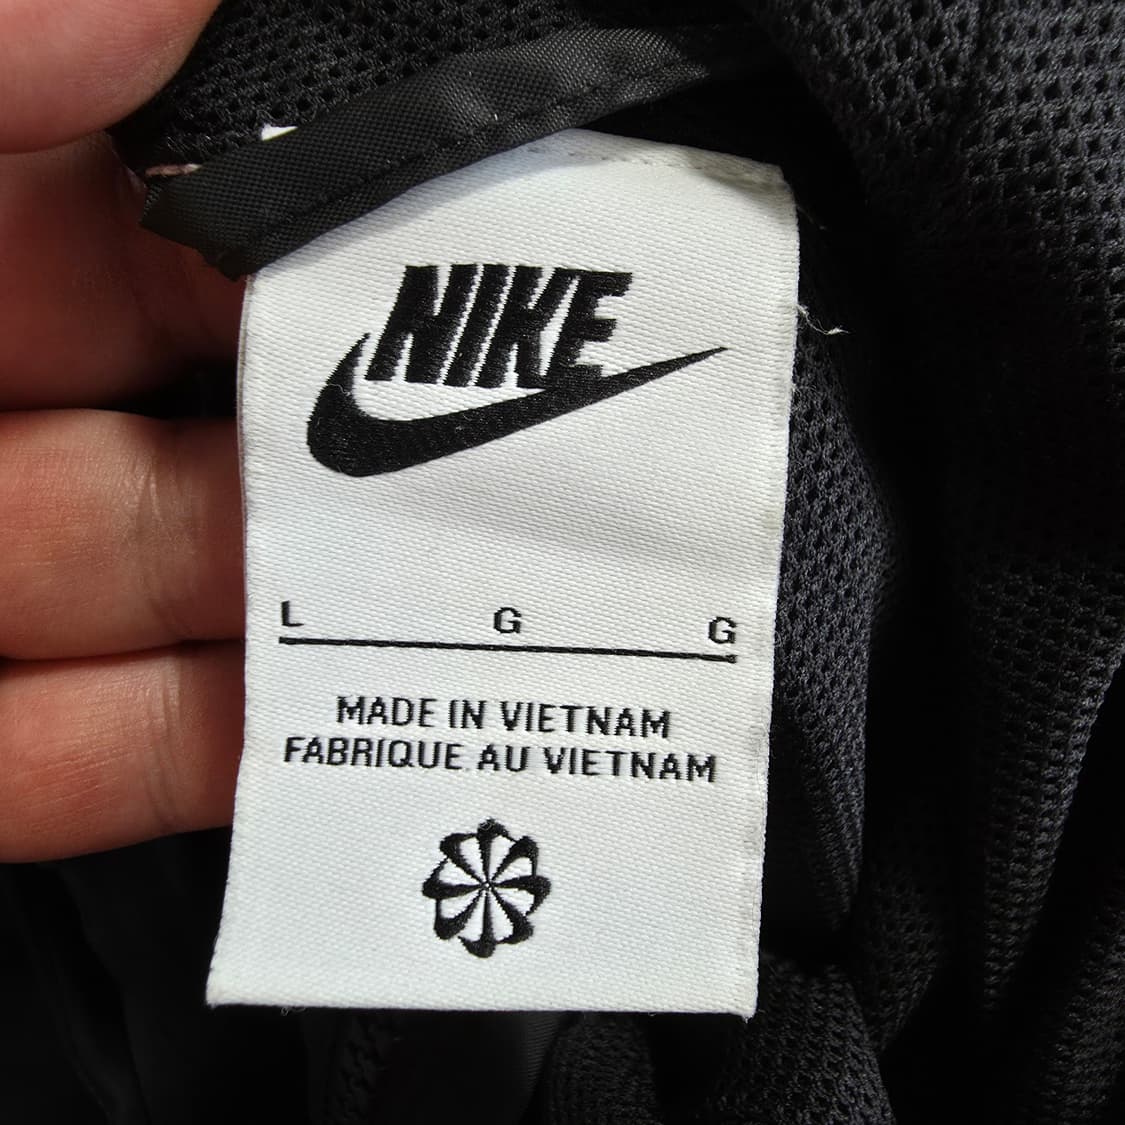 NIKE
L G G
MADE IN VIETNAM
FABRIQUE AU VIETNAM